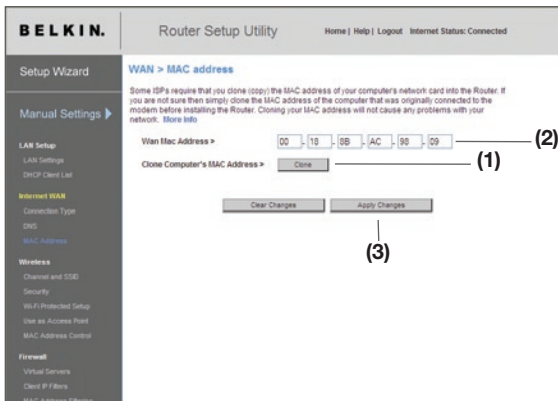 BELKIN.
Router Setup Utility
Home | Help | Logout Internet Status: Connected
Setup Wizard
Manual Settings
LAN Setup
LAN Settings
DHCP Client List
Internet WAN
Connection Type
DNS
MAC Address
Wireless
Channel and SSID
Security
Wi-Fi Protected Setup
Use as Access Point
MAC Address Control
Firewall
Virtual Servers
Client IP Filters
MAC Address Filtering
WAN > MAC address
Some ISPs require that you clone (copy) the MAC address of your computer's network card into the Router. If
you are not sure then simply clone the MAC address of the computer that was originally connected to the
modem before installing the Router. Cloning your MAC address will not cause any problems with your
network. More Info
Wan Mac Address > 00 . 18 . 8B . AC . 98 . 09 (2)
Clone Computer's MAC Address > Clone (1)
Clear Changes Apply Changes
(3)